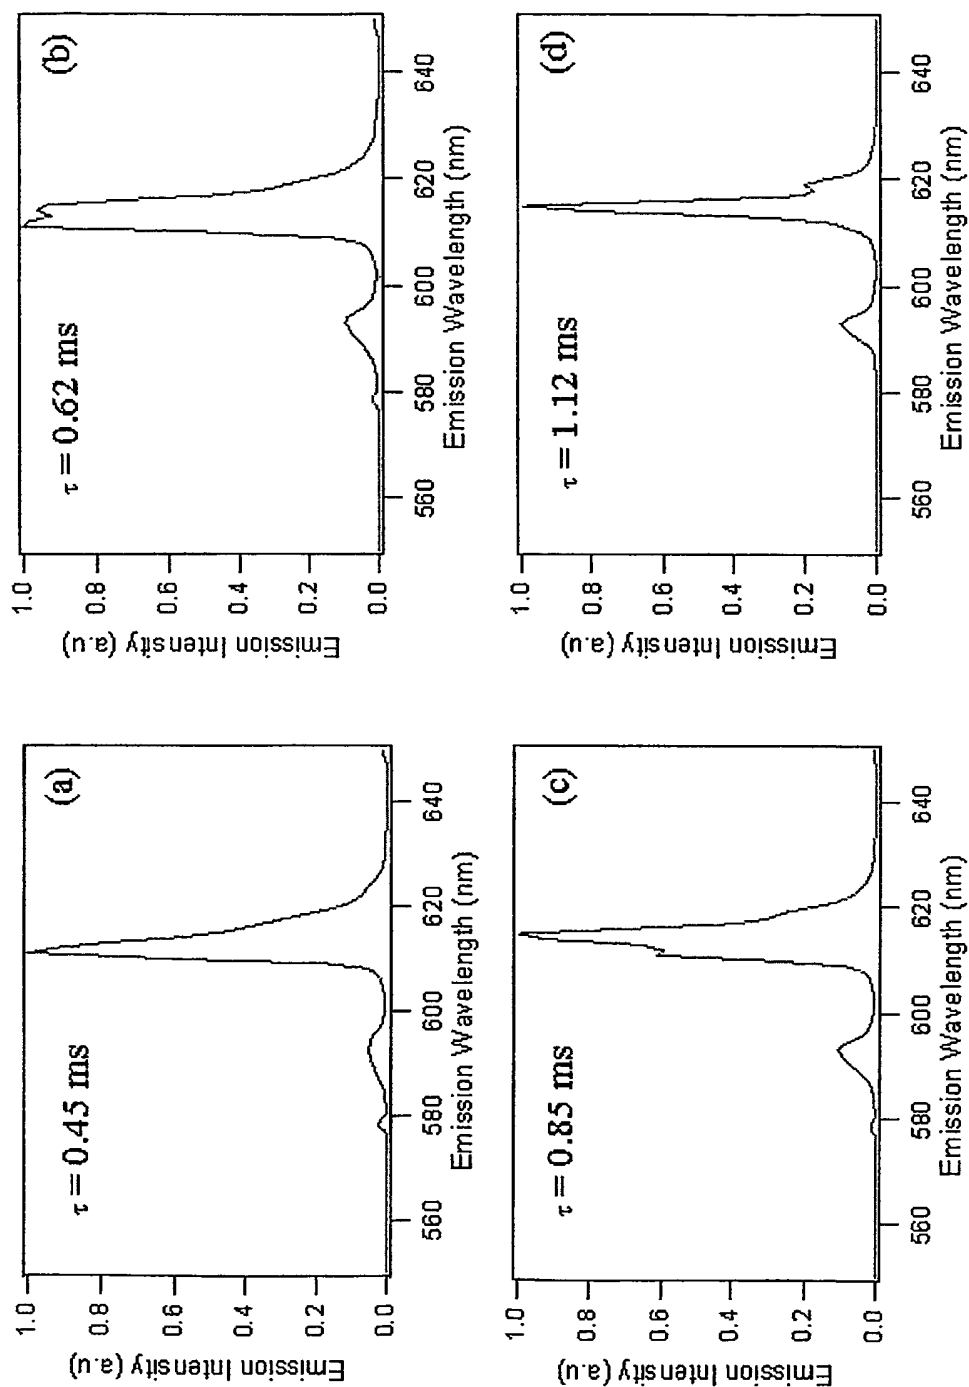 (a)
τ = 0.45 ms
1.0
0.8
0.6
0.4
0.2
0.0
Emission Intensity (a.u)
560
580
600
620
640
Emission Wavelength (nm)
(b)
τ = 0.62 ms
1.0
0.8
0.6
0.4
0.2
0.0
Emission Intensity (a.u)
560
580
600
620
640
Emission Wavelength (nm)
(c)
τ = 0.85 ms
1.0
0.8
0.6
0.4
0.2
0.0
Emission Intensity (a.u)
560
580
600
620
640
Emission Wavelength (nm)
(d)
τ = 1.12 ms
1.0
0.8
0.6
0.4
0.2
0.0
Emission Intensity (a.u)
560
580
600
620
640
Emission Wavelength (nm)